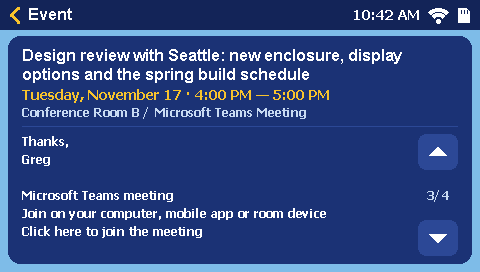 Event
10:42 AM
Design review with Seattle: new enclosure, display
options and the spring build schedule
Tuesday, November 17 · 4:00 PM — 5:00 PM
Conference Room B / Microsoft Teams Meeting
Thanks,
Greg
Microsoft Teams meeting
3/4
Join on your computer, mobile app or room device
Click here to join the meeting